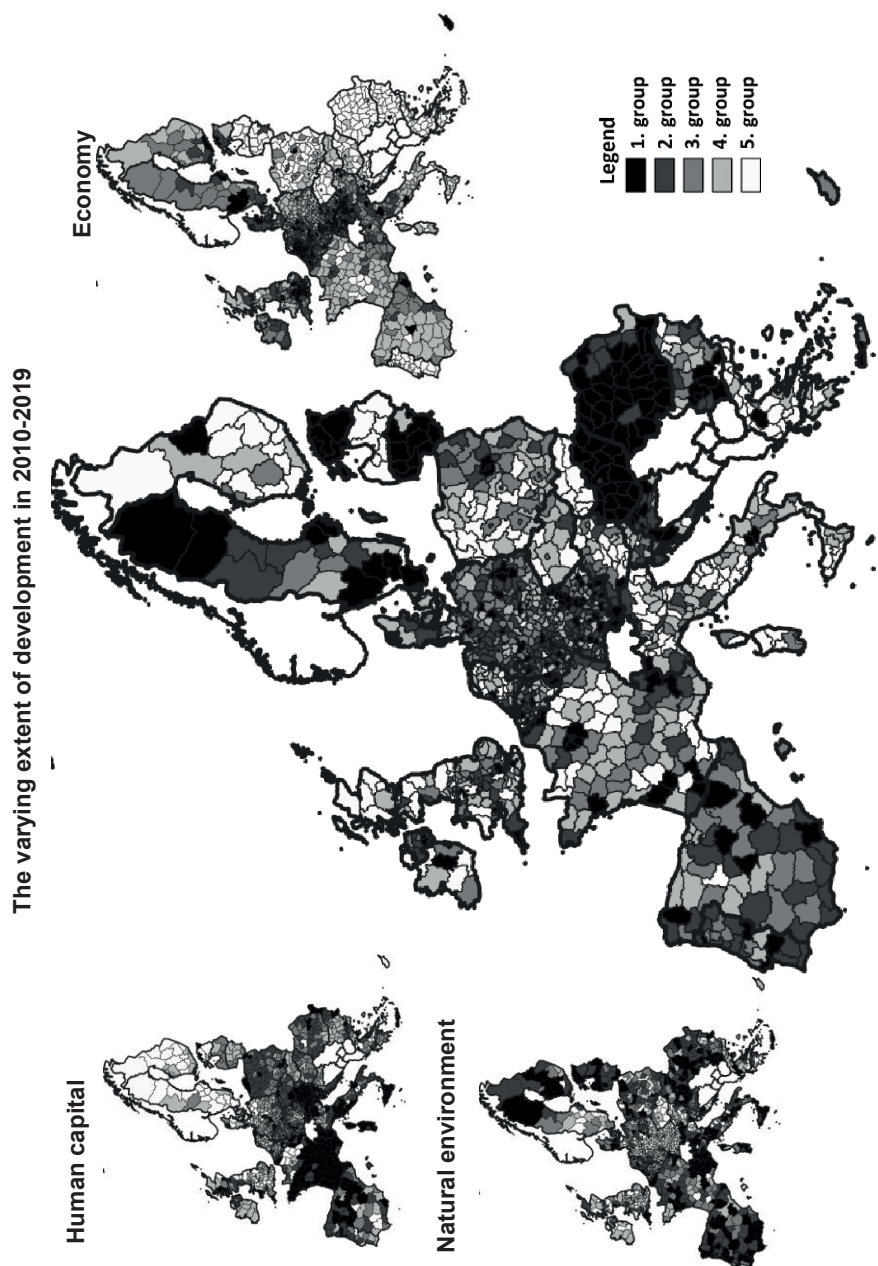 The varying extent of development in 2010-2019
Human capital
Economy
Natural environment
Legend
1. group
2. group
3. group
4. group
5. group